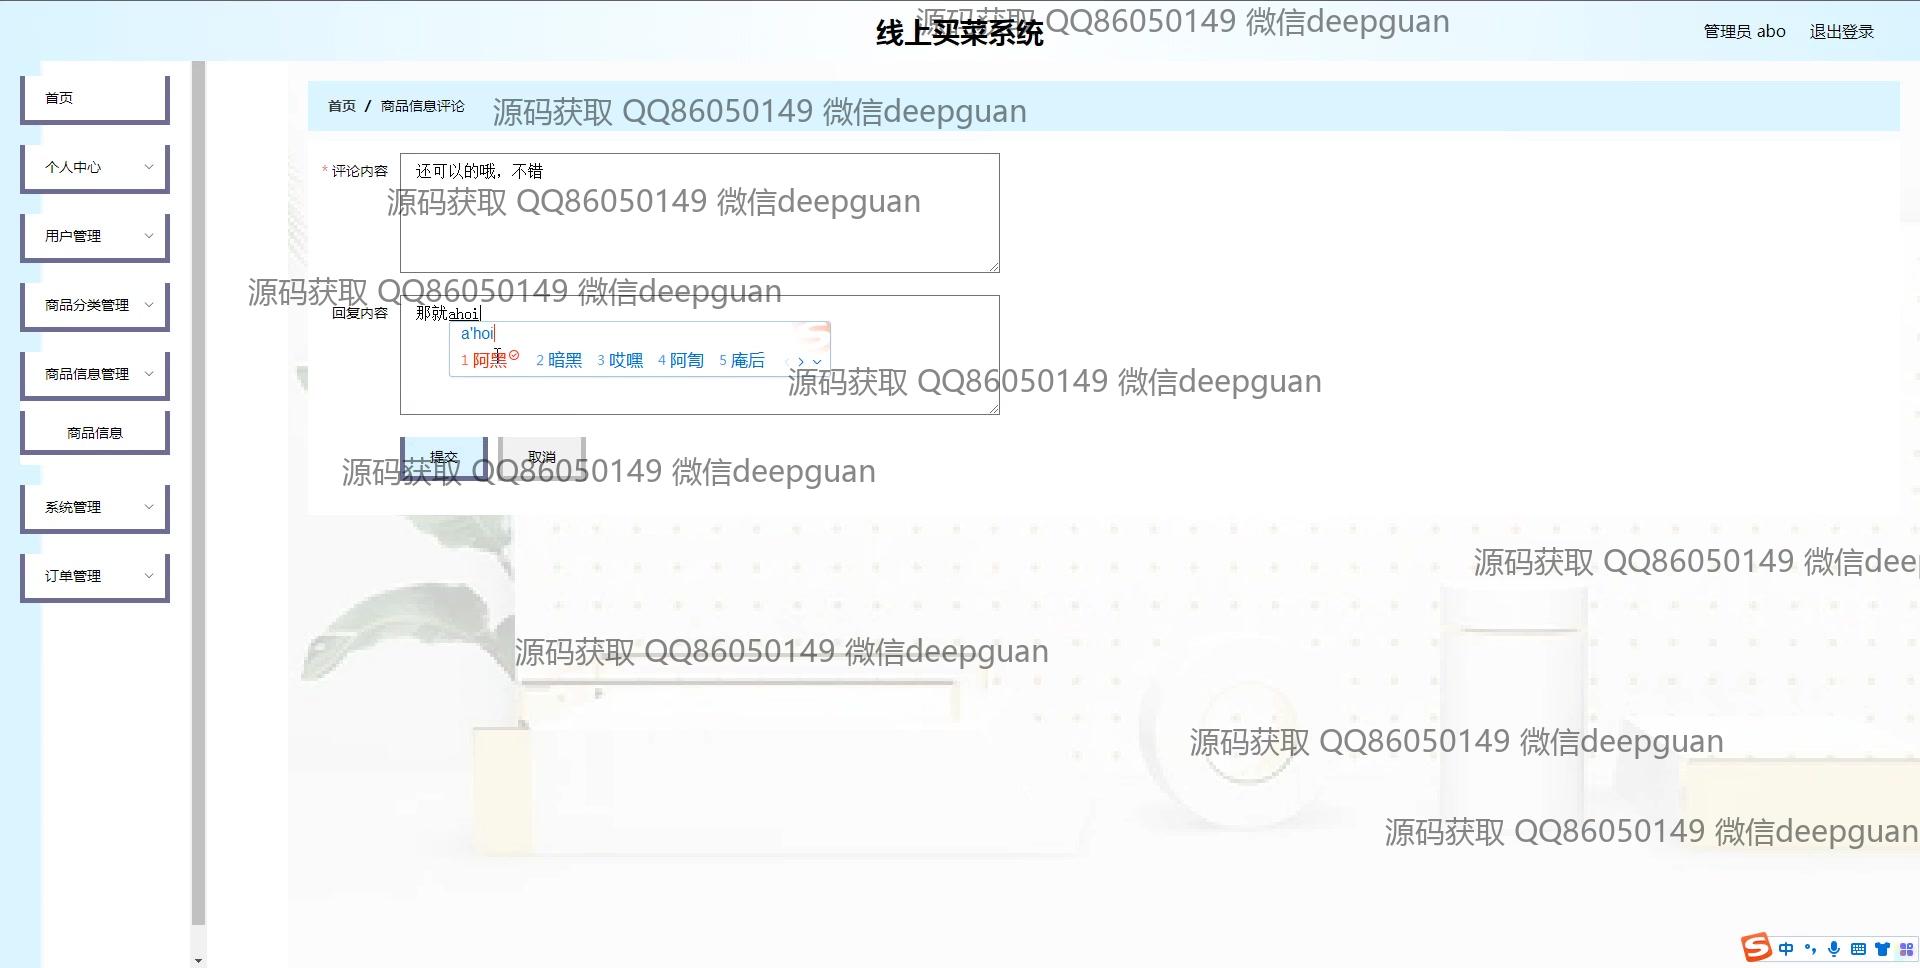 线上买菜系统
源码获取 QQ86050149 微信deepguan
管理员 abo 退出登录
首页
个人中心
用户管理
商品分类管理
商品信息管理
商品信息
系统管理
订单管理
首页 / 商品信息评论
源码获取 QQ86050149 微信deepguan
* 评论内容
还可以的哦，不错
源码获取 QQ86050149 微信deepguan
源码获取 QQ86050149 微信deepguan
回复内容
那就ahoi
a'hoi
1 阿黑 2 暗黑 3 哎嘿 4 阿訇 5 庵后
源码获取 QQ86050149 微信deepguan
提交 取消
源码获取 QQ86050149 微信deepguan
源码获取 QQ86050149 微信dee
源码获取 QQ86050149 微信deepguan
源码获取 QQ86050149 微信deepguan
源码获取 QQ86050149 微信deepguan
中